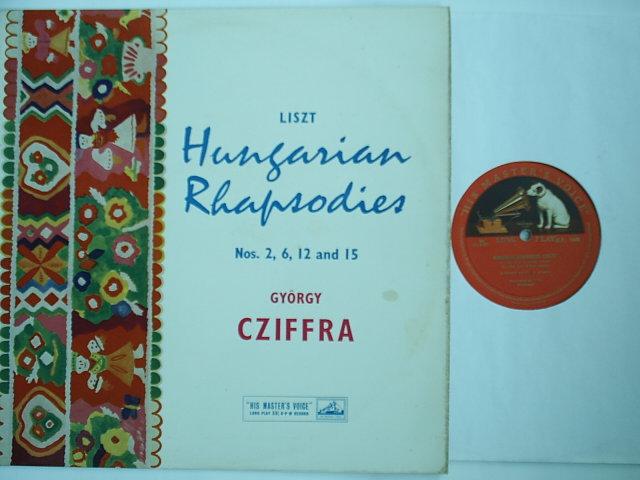 LISZT
Hungarian
Rhapsodies
Nos. 2, 6, 12 and 15
GYÖRGY
CZIFFRA
"HIS MASTER'S VOICE"
LONG PLAY 33⅓ R·P·M RECORD
"HIS MASTER'S VOICE"
LONG PLAY